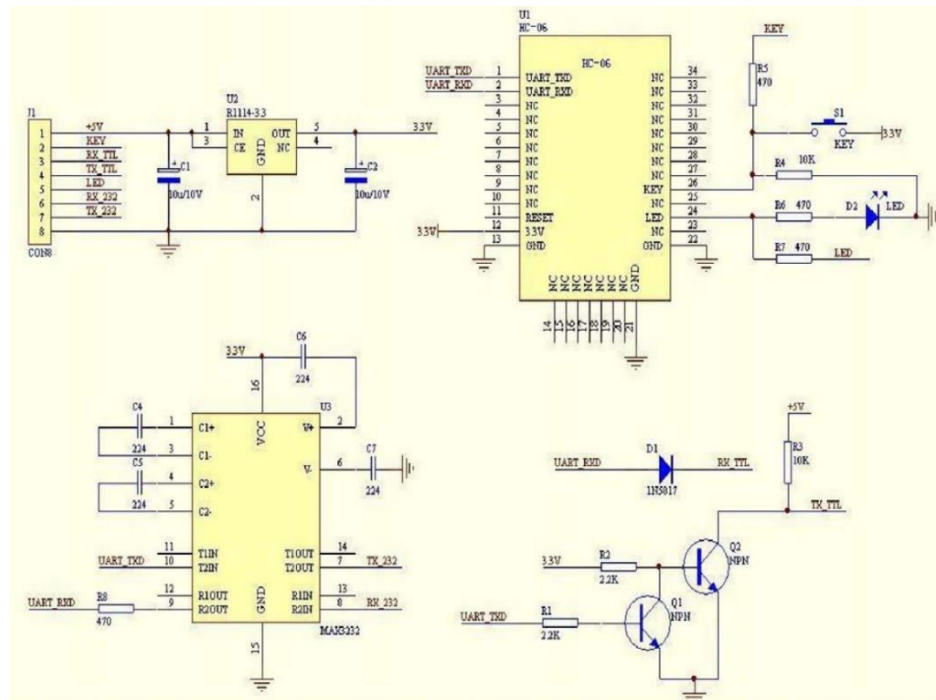 J1
1 +5V
2 KEY
3 RX_TTL
4 TX_TTL
5 LED
6 RX_232
7 TX_232
8
CON8
C1
10u/10V
U2
R1114-3.3
1 IN OUT 5
3 CE NC 4
GND
2
3.3V
C2
10u/10V
U1
HC-06
HC-06
UART_TXD 1 UART_TXD NC 34
UART_RXD 2 UART_RXD NC 33
3 NC NC 32
4 NC NC 31
5 NC NC 30
6 NC NC 29
7 NC NC 28
8 NC NC 27
9 NC KEY 26
10 NC NC 25
11 RESET LED 24
3.3V 12 3.3V NC 23
13 GND GND 22
NC NC NC NC NC NC NC GND
14 15 16 17 18 19 20 21
KEY
R5
470
S1
KEY
3.3V
R4 10K
R6 470
D2 LED
R7 470
LED
3.3V
C6
224
16
U3
VCC
C4
224
1 C1+ V+ 2
3 C1-
C5
224
4 C2+ V- 6
5 C2-
C7
224
11 T1IN T1OUT 14
UART_TXD 10 T2IN T2OUT 7 TX_232
12 R1OUT R1IN 13
UART_RXD R8 470 9 R2OUT R2IN 8 RX_232
GND
15
MAX3232
D1
UART_RXD RX_TTL
1N5817
+5V
R3
10K
TX_TTL
3.3V
R2
2.2K
Q2
NPN
UART_TXD
R1
2.2K
Q1
NPN